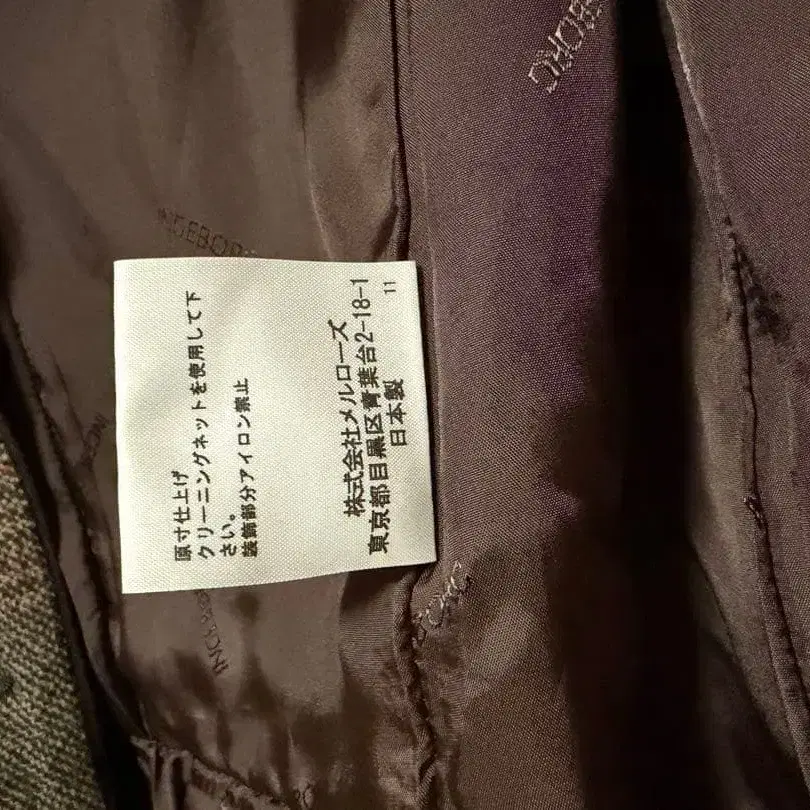 原寸仕上げ
クリーニングネットを使用して下
さい。
装飾部分アイロン禁止
株式会社メルローズ
東京都目黒区青葉台2-18-1
日本製
11
INGEBORG